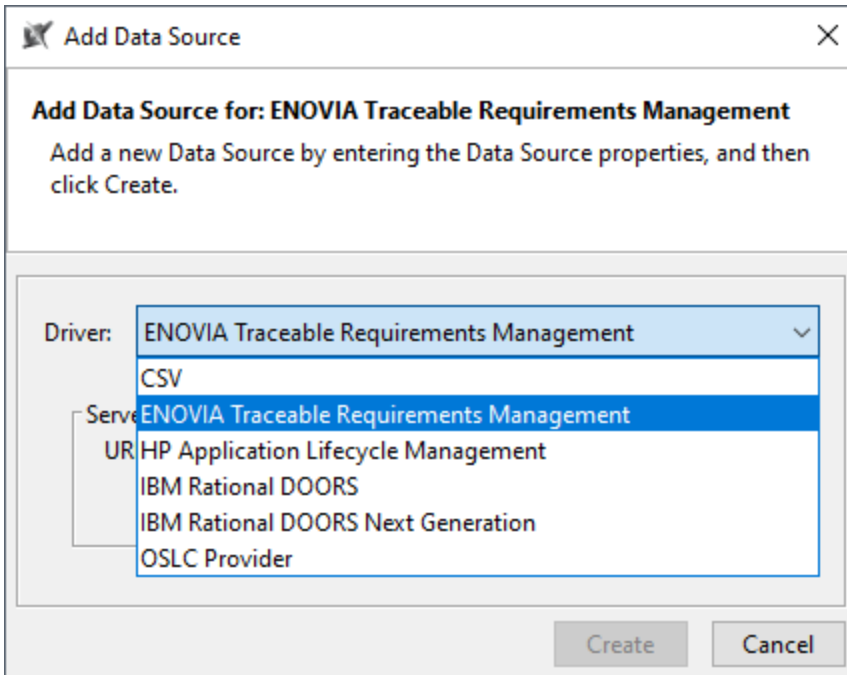 Add Data Source
Add Data Source for: ENOVIA Traceable Requirements Management
Add a new Data Source by entering the Data Source properties, and then
click Create.
Driver: ENOVIA Traceable Requirements Management
CSV
Serve ENOVIA Traceable Requirements Management
UR HP Application Lifecycle Management
IBM Rational DOORS
IBM Rational DOORS Next Generation
OSLC Provider
Create Cancel